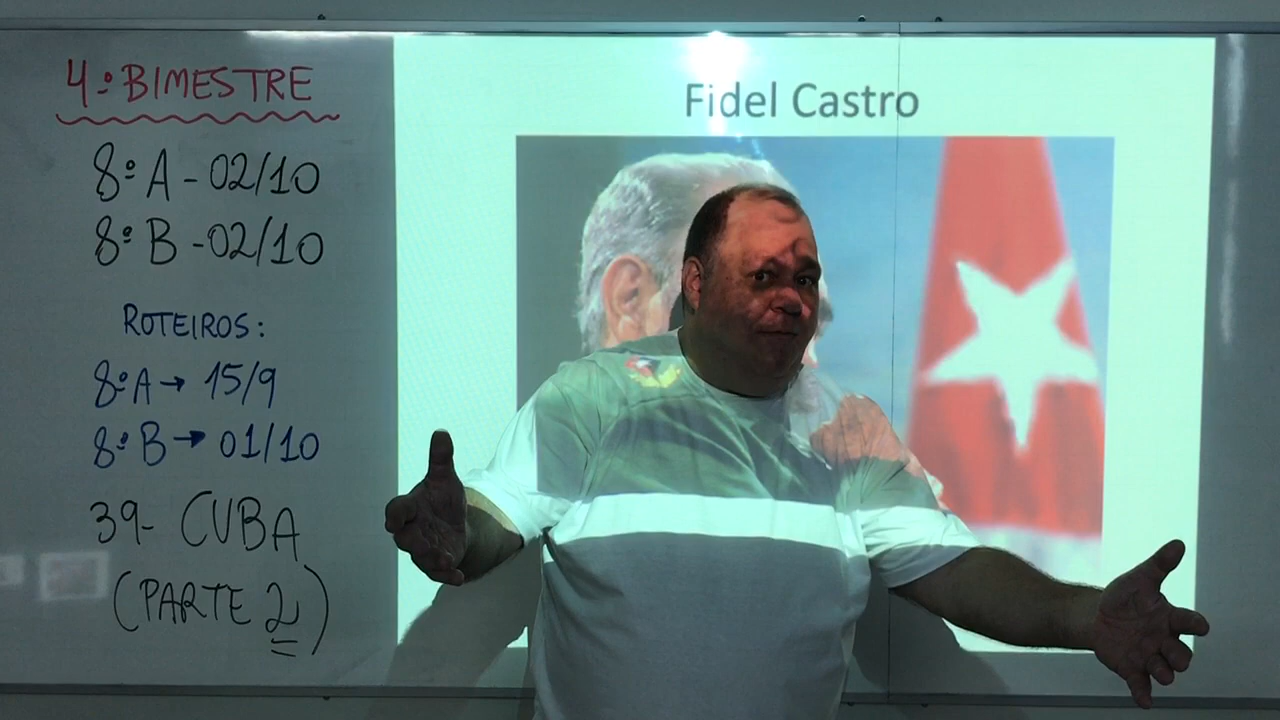 4º BIMESTRE
8º A - 02/10
8º B - 02/10
ROTEIROS:
8º A → 15/9
8º B → 01/10
39- CUBA
(PARTE 2)
Fidel Castro